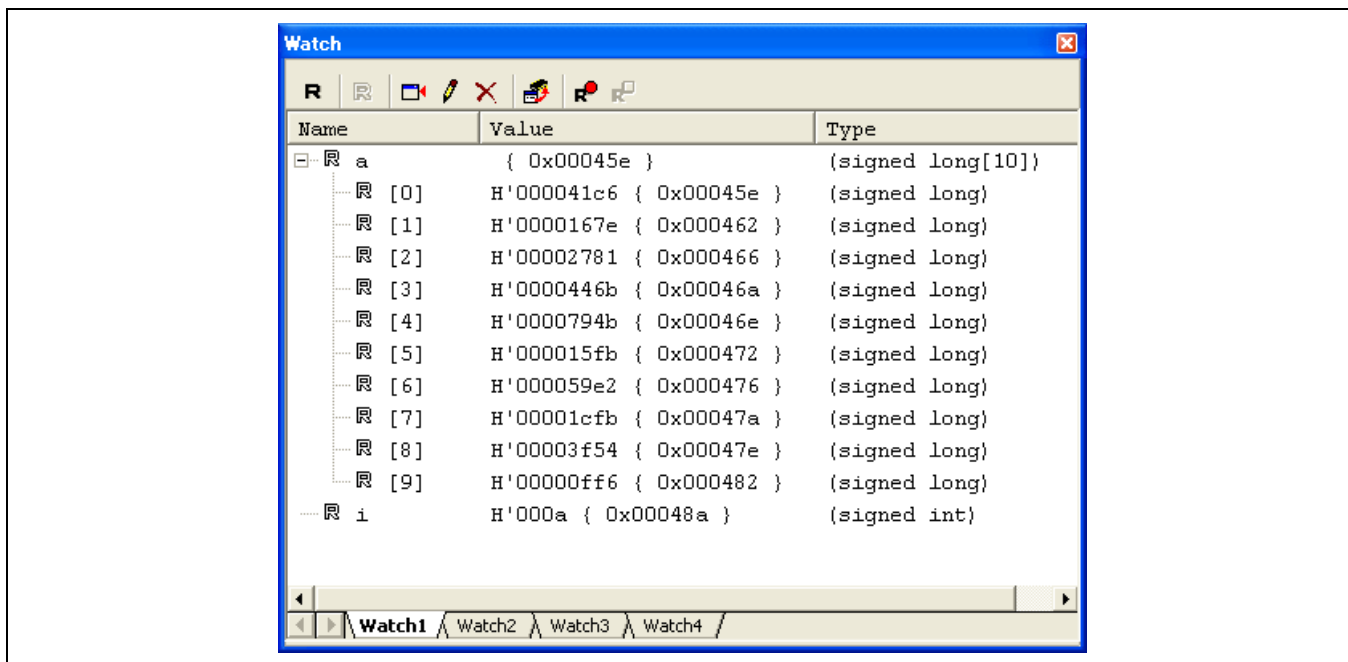 Watch
R R R R
Name Value Type
R a { 0x00045e } (signed long[10])
R [0] H'000041c6 { 0x00045e } (signed long)
R [1] H'0000167e { 0x000462 } (signed long)
R [2] H'00002781 { 0x000466 } (signed long)
R [3] H'0000446b { 0x00046a } (signed long)
R [4] H'0000794b { 0x00046e } (signed long)
R [5] H'000015fb { 0x000472 } (signed long)
R [6] H'000059e2 { 0x000476 } (signed long)
R [7] H'00001cfb { 0x00047a } (signed long)
R [8] H'00003f54 { 0x00047e } (signed long)
R [9] H'00000ff6 { 0x000482 } (signed long)
R i H'000a { 0x00048a } (signed int)
Watch1 Watch2 Watch3 Watch4